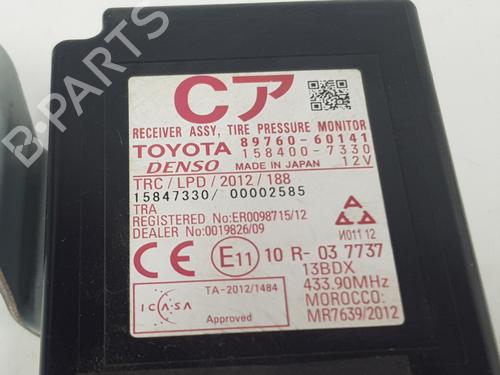 Cア
RECEIVER ASSY, TIRE PRESSURE MONITOR
TOYOTA 89760-60141
DENSO 158400-7330
MADE IN JAPAN 12V
TRC/LPD/2012/188
15847330/ 00002585
TRA
REGISTERED No:ER0098715/12
DEALER No:0019826/09
И011 12
CE E11 10 R- 03 7737
13BDX
433.90MHz
MOROCCO:
MR7639/2012
TA-2012/1484
ICASA
Approved